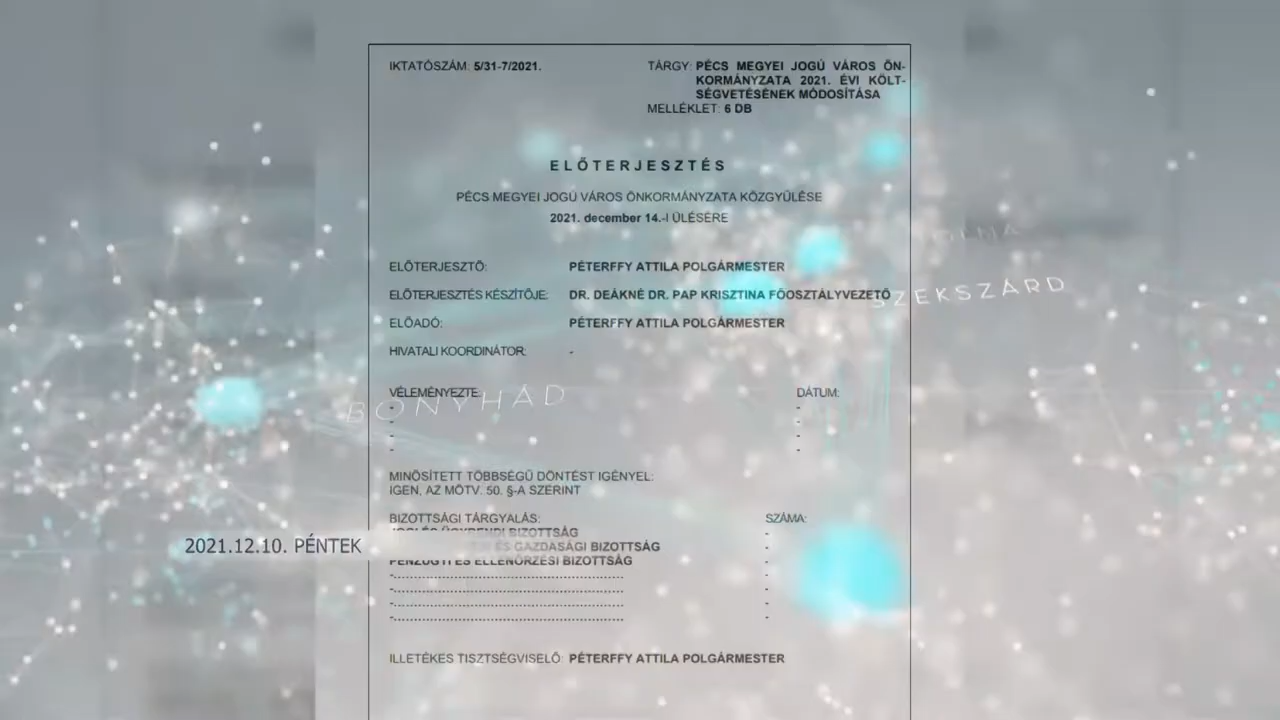 IKTATÓSZÁM: 5/31-7/2021.
TÁRGY: PÉCS MEGYEI JOGÚ VÁROS ÖN-
KORMÁNYZATA 2021. ÉVI KÖLT-
SÉGVETÉSÉNEK MÓDOSÍTÁSA
MELLÉKLET: 6 DB
ELŐTERJESZTÉS
PÉCS MEGYEI JOGÚ VÁROS ÖNKORMÁNYZATA KÖZGYŰLÉSE
2021. december 14.-I ÜLÉSÉRE
ELŐTERJESZTŐ: PÉTERFFY ATTILA POLGÁRMESTER
ELŐTERJESZTÉS KÉSZÍTŐJE: DR. DEÁKNÉ DR. PAP KRISZTINA FŐOSZTÁLYVEZETŐ
SZEKSZÁRD
ELŐADÓ: PÉTERFFY ATTILA POLGÁRMESTER
HIVATALI KOORDINÁTOR: -
VÉLEMÉNYEZTE: DÁTUM:
BONYHÁD
- -
- -
- -
- -
MINŐSÍTETT TÖBBSÉGŰ DÖNTÉST IGÉNYEL:
IGEN, AZ MÖTV. 50. §-A SZERINT
BIZOTTSÁGI TÁRGYALÁS: SZÁMA:
JOGI ÉS ÜGYRENDI BIZOTTSÁG -
2021.12.10. PÉNTEK
ÉS GAZDASÁGI BIZOTTSÁG -
PÉNZÜGYI ÉS ELLENŐRZÉSI BIZOTTSÁG -
-.......................................................... -
-.......................................................... -
-.......................................................... -
-.......................................................... -
ILLETÉKES TISZTSÉGVISELŐ: PÉTERFFY ATTILA POLGÁRMESTER